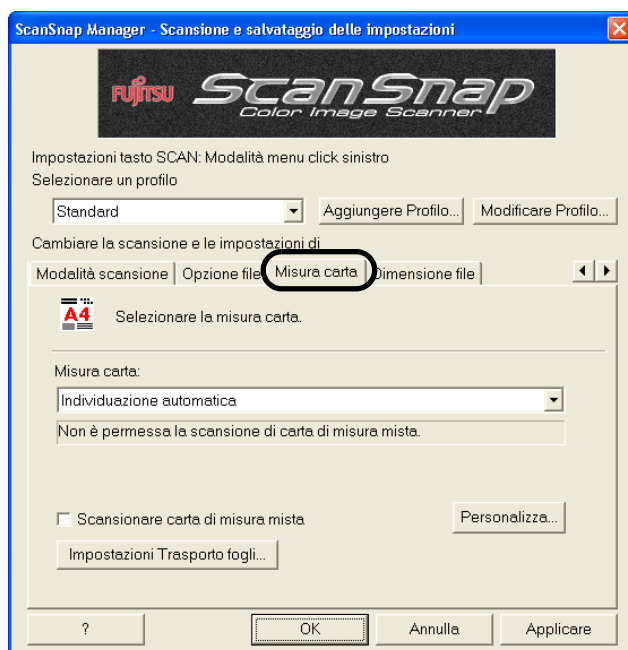 ScanSnap Manager - Scansione e salvataggio delle impostazioni
FUJITSU ScanSnap
Color Image Scanner
Impostazioni tasto SCAN: Modalità menu click sinistro
Selezionare un profilo
Standard Aggiungere Profilo... Modificare Profilo...
Cambiare la scansione e le impostazioni di
Modalità scansione Opzione file Misura carta Dimensione file
A4 Selezionare la misura carta.
Misura carta:
Individuazione automatica
Non è permessa la scansione di carta di misura mista.
Scansionare carta di misura mista Personalizza...
Impostazioni Trasporto fogli...
? OK Annulla Applicare